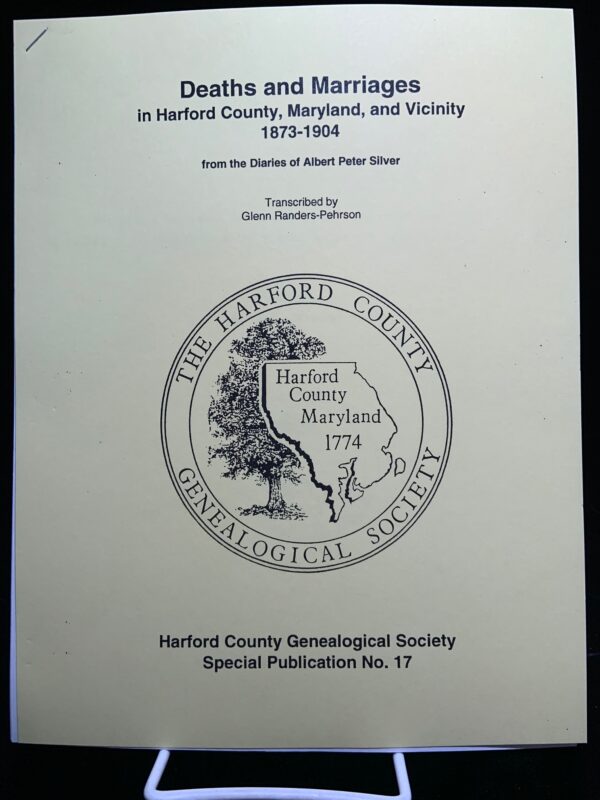 Deaths and Marriages
in Harford County, Maryland, and Vicinity
1873-1904
from the Diaries of Albert Peter Silver
Transcribed by
Glenn Randers-Pehrson
THE HARFORD COUNTY
GENEALOGICAL SOCIETY
Harford
County
Maryland
1774
Harford County Genealogical Society
Special Publication No. 17